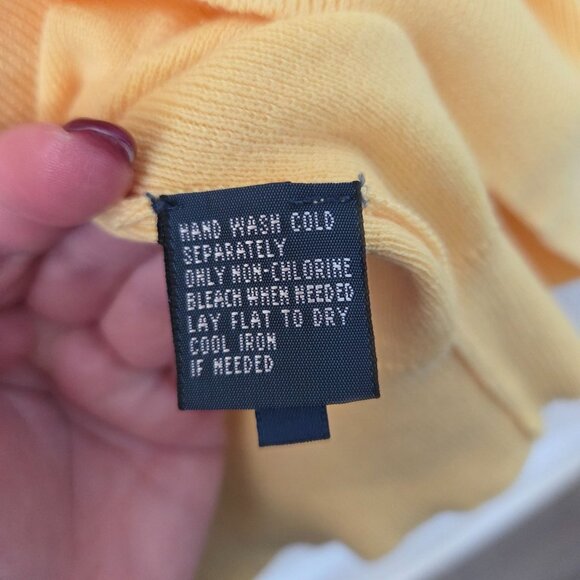 HAND WASH COLD
SEPARATELY
ONLY NON-CHLORINE
BLEACH WHEN NEEDED
LAY FLAT TO DRY
COOL IRON
IF NEEDED